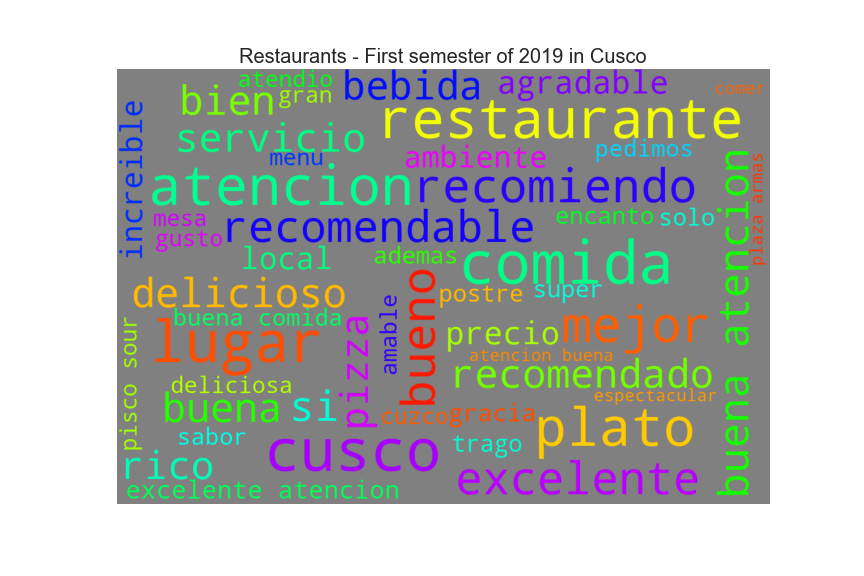 Restaurants - First semester of 2019 in Cusco
atendio
gran
bebida
agradable
comer
bien
restaurante
increible
servicio
menu
ambiente
pedimos
atencion
recomiendo
buena atencion
plaza armas
mesa
gusto
recomendable
encanto
solo
local
ademas
comida
delicioso
postre
super
buena comida
lugar
amable
bueno
precio
mejor
atencion buena
pisco sour
pizza
deliciosa
recomendado
espectacular
buena
si
cuzco
gracia
sabor
cusco
trago
plato
rico
excelente
excelente atencion